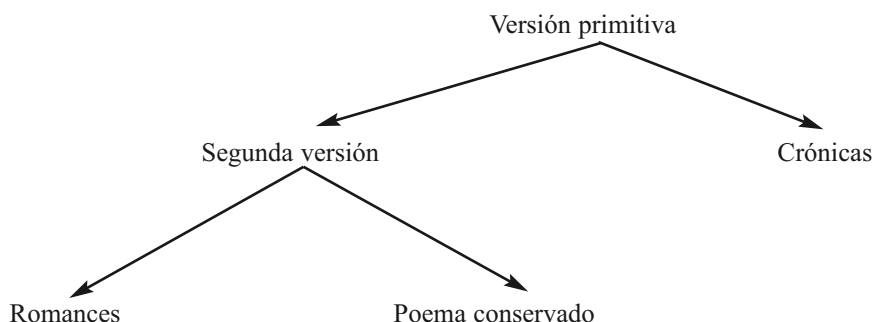 Versión primitiva
Segunda versión
Crónicas
Romances
Poema conservado